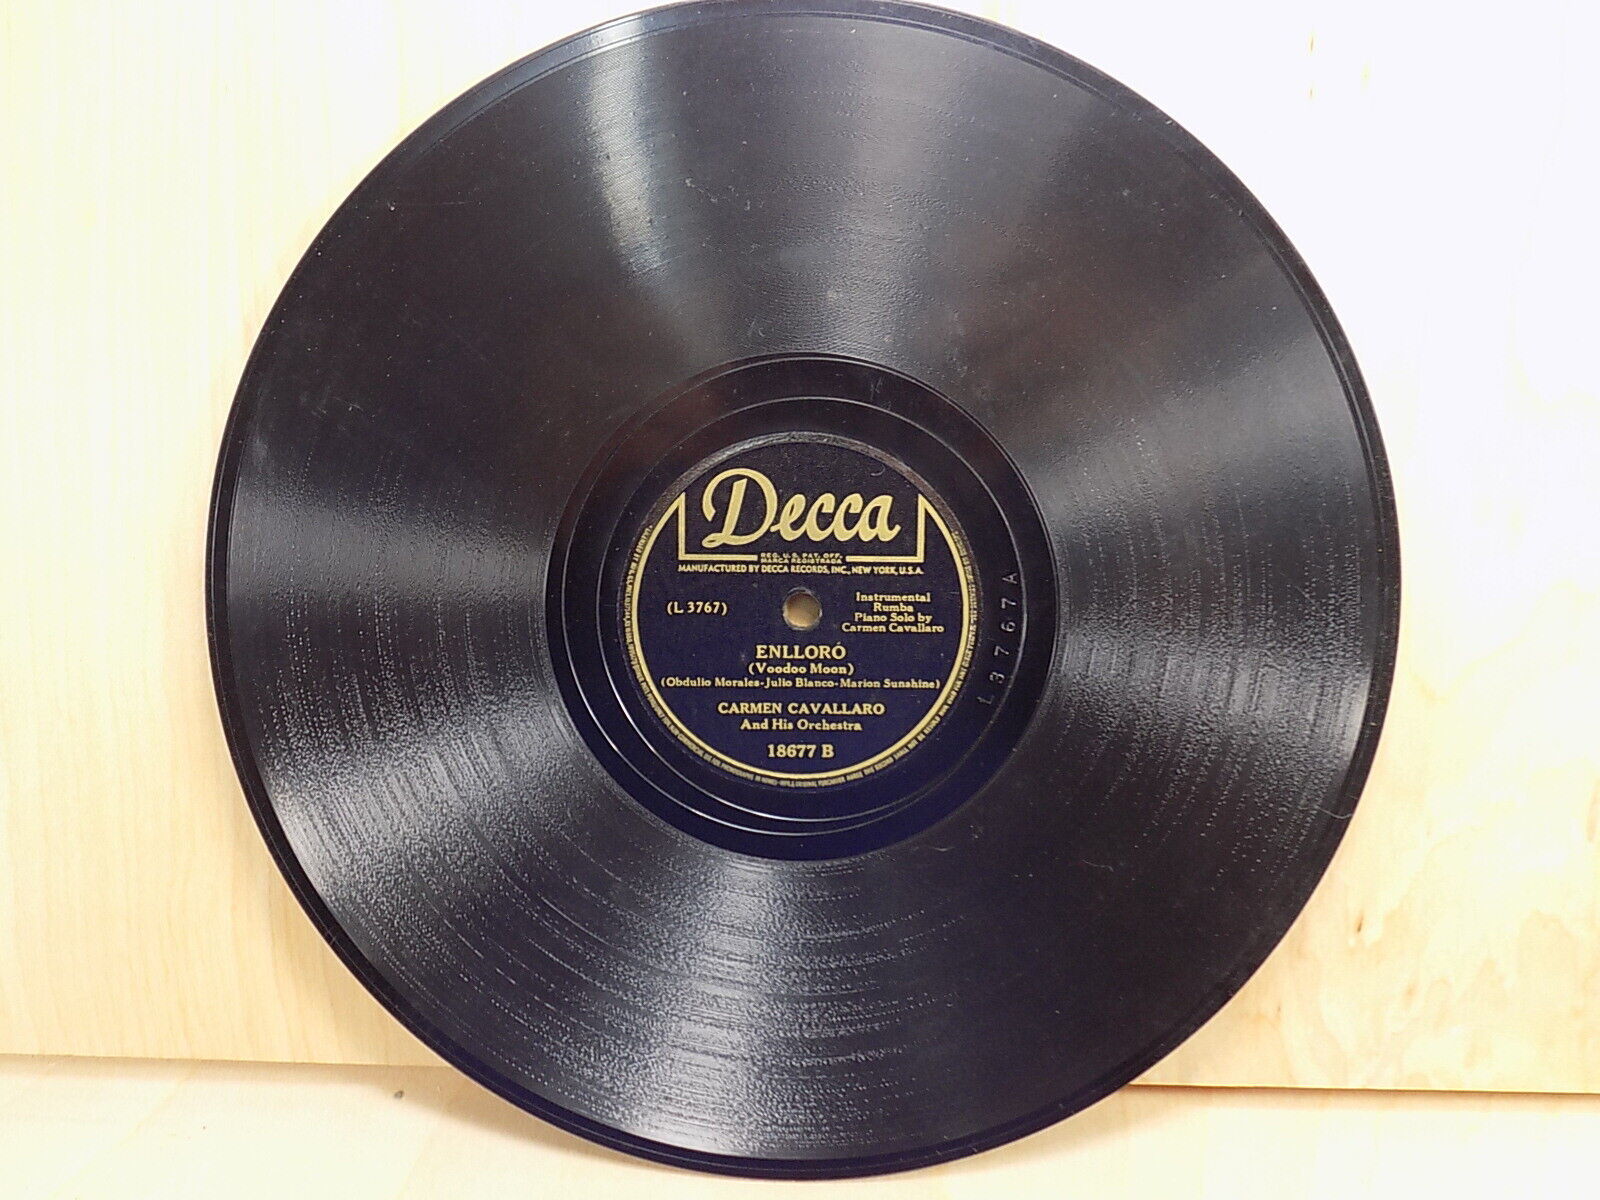 Decca
REG. U.S. PAT. OFF.
MARCA REGISTRADA
MANUFACTURED BY DECCA RECORDS, INC., NEW YORK, U.S.A.
(L 3767)
Instrumental
Rumba
Piano Solo by
Carmen Cavallaro
ENLLORÓ
(Voodoo Moon)
(Obdulio Morales-Julio Blanco-Marion Sunshine)
CARMEN CAVALLARO
And His Orchestra
18677 B
L 3767A